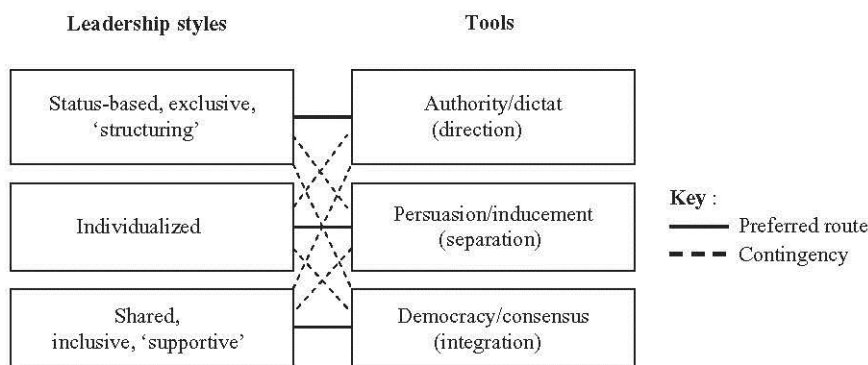 Leadership styles
Tools
Status-based, exclusive,
‘structuring’
Authority/dictat
(direction)
Individualized
Persuasion/inducement
(separation)
Shared,
inclusive, ‘supportive’
Democracy/consensus
(integration)
Key :
Preferred route
Contingency